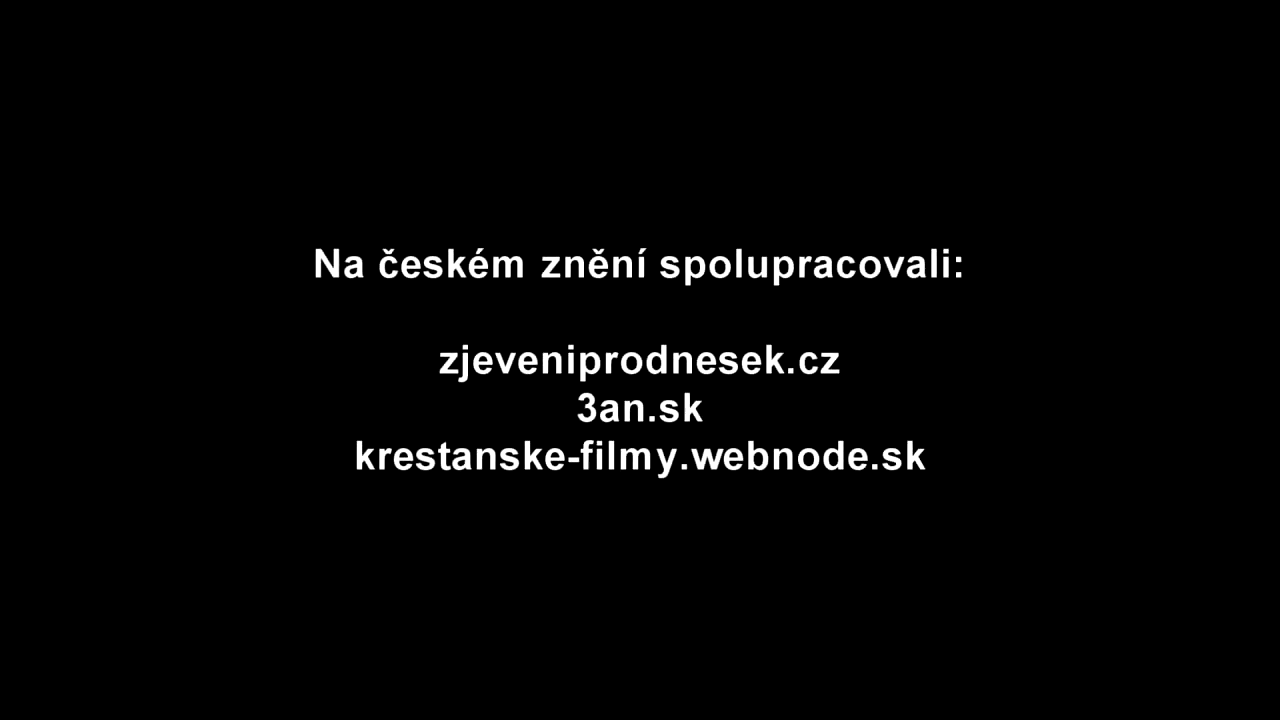 Na českém znění spolupracovali:
zjeveniprodnesek.cz
3an.sk
krestanske-filmy.webnode.sk